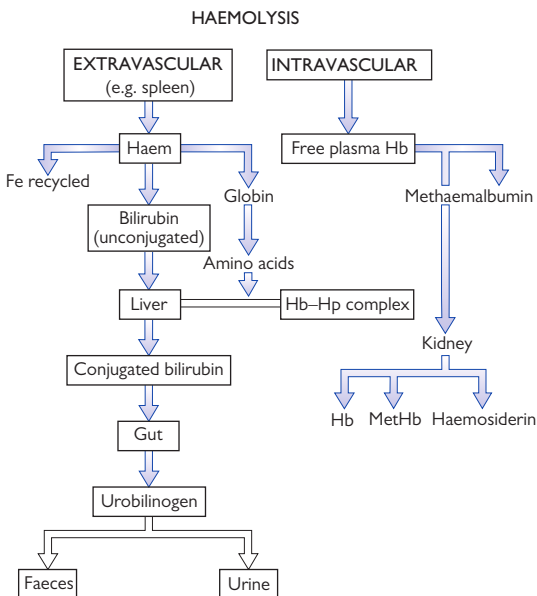 HAEMOLYSIS
EXTRAVASCULAR
(e.g. spleen)
INTRAVASCULAR
Haem
Free plasma Hb
Fe recycled
Globin
Methaemalbumin
Bilirubin
(unconjugated)
Amino acids
Liver
Hb–Hp complex
Kidney
Conjugated bilirubin
Hb
MetHb
Haemosiderin
Gut
Urobilinogen
Faeces
Urine